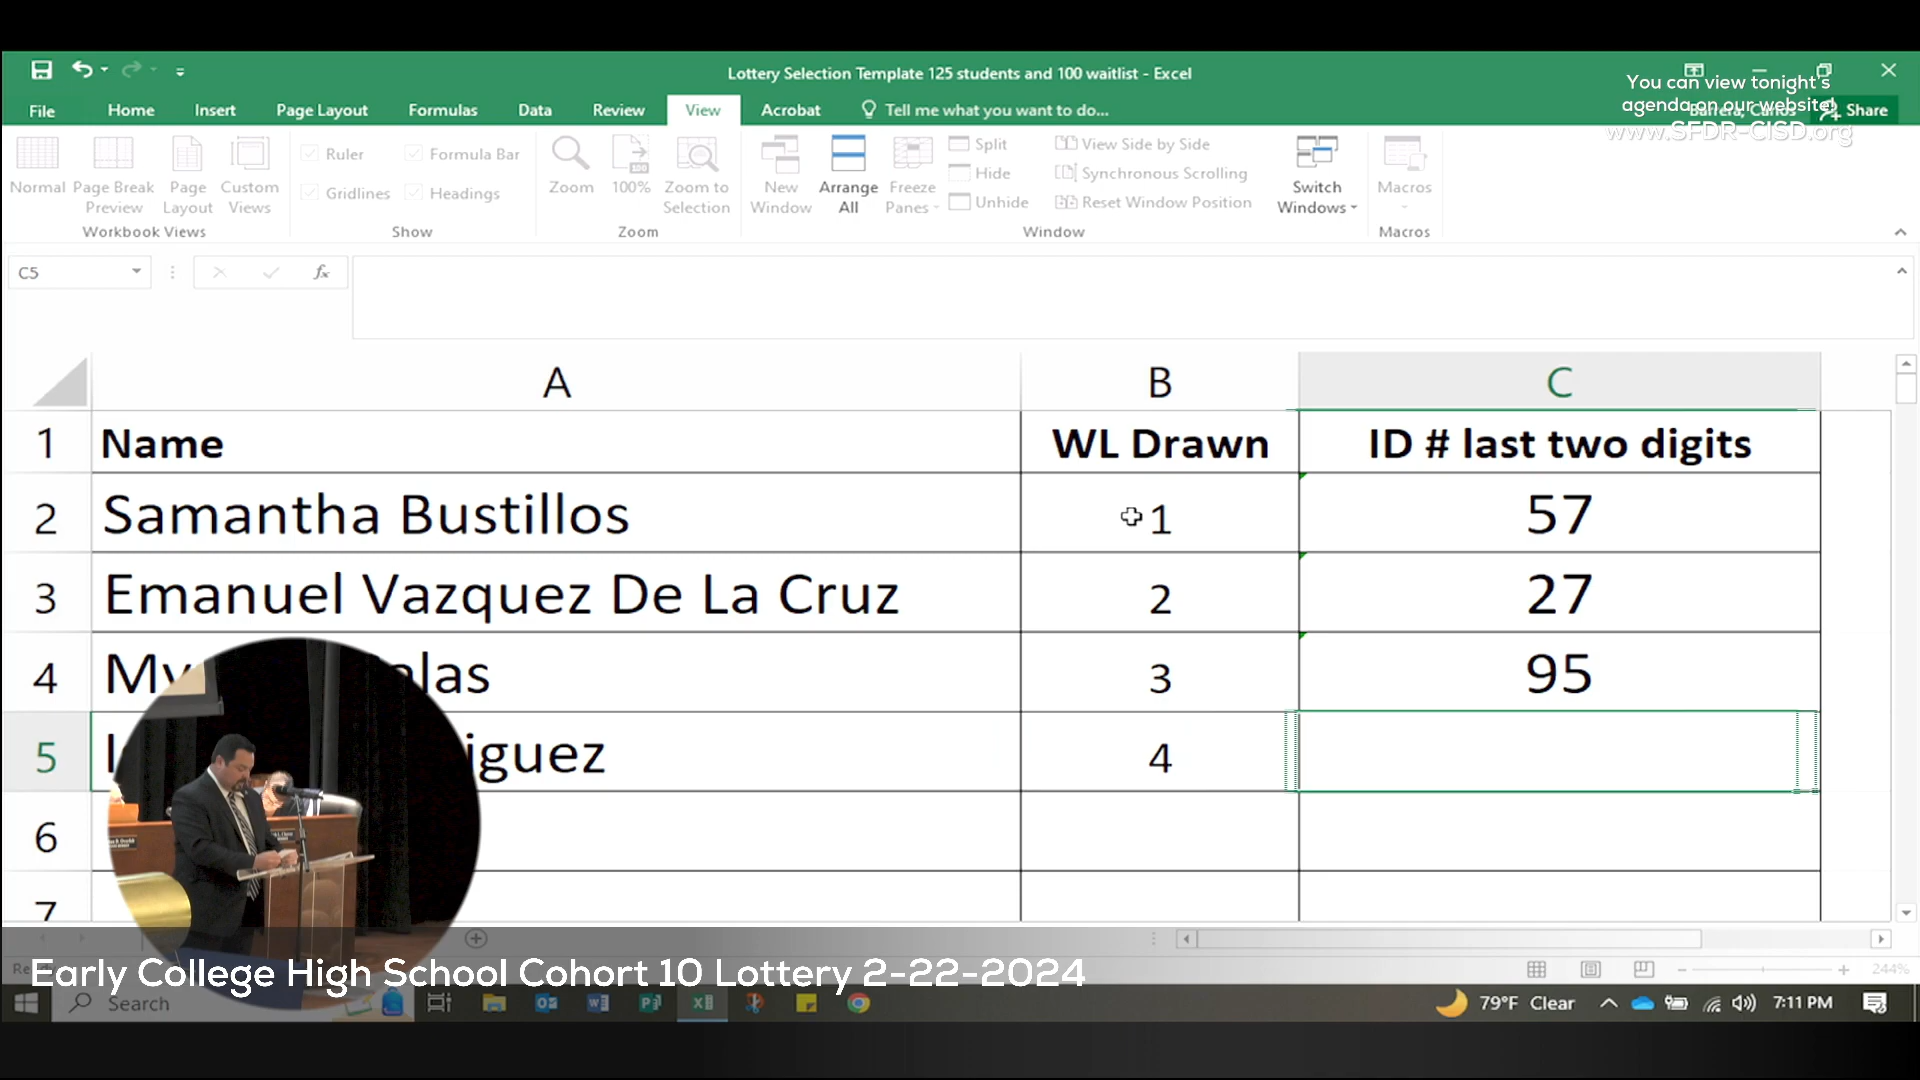 Lottery Selection Template 125 students and 100 waitlist - Excel
You can view tonight's
agenda on our website!
www.SFDR-CISD.org
File Home Insert Page Layout Formulas Data Review View Acrobat Tell me what you want to do... Share
Normal Page Break Preview Page Layout Custom Views
Workbook Views
Ruler Formula Bar
Gridlines Headings
Show
Zoom 100% Zoom to Selection
Zoom
New Window Arrange All Freeze Panes
Split View Side by Side
Hide Synchronous Scrolling
Unhide Reset Window Position
Switch Windows
Window
Macros
Macros
C5 fx
A B C
1 Name WL Drawn ID # last two digits
2 Samantha Bustillos 1 57
3 Emanuel Vazquez De La Cruz 2 27
4 3 95
5 4
6
7
Early College High School Cohort 10 Lottery 2-22-2024
244%
Search
79°F Clear 7:11 PM